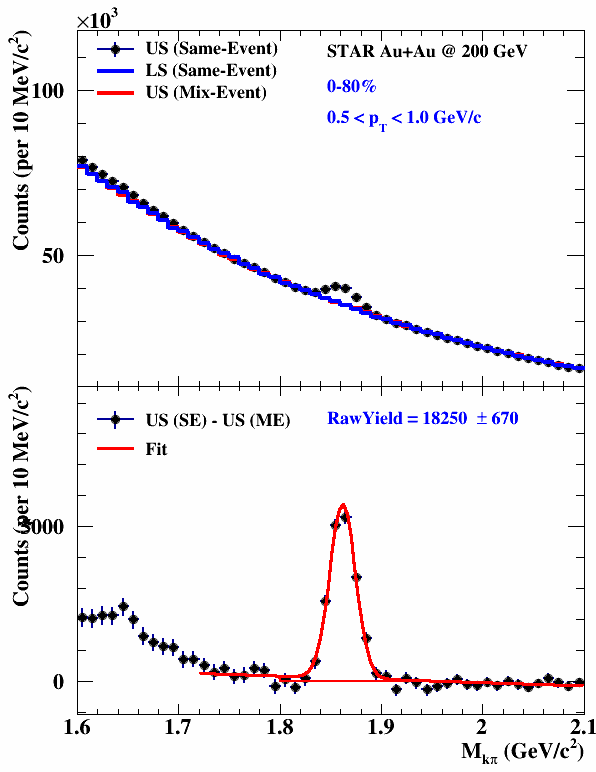 ×10³
US (Same-Event)
LS (Same-Event)
US (Mix-Event)
STAR Au+Au @ 200 GeV
0-80%
0.5 < p_T < 1.0 GeV/c
100
50
Counts (per 10 MeV/c²)
US (SE) - US (ME)
Fit
RawYield = 18250 ± 670
5000
0
Counts (per 10 MeV/c²)
1.6 1.7 1.8 1.9 2 2.1
M_kπ (GeV/c²)